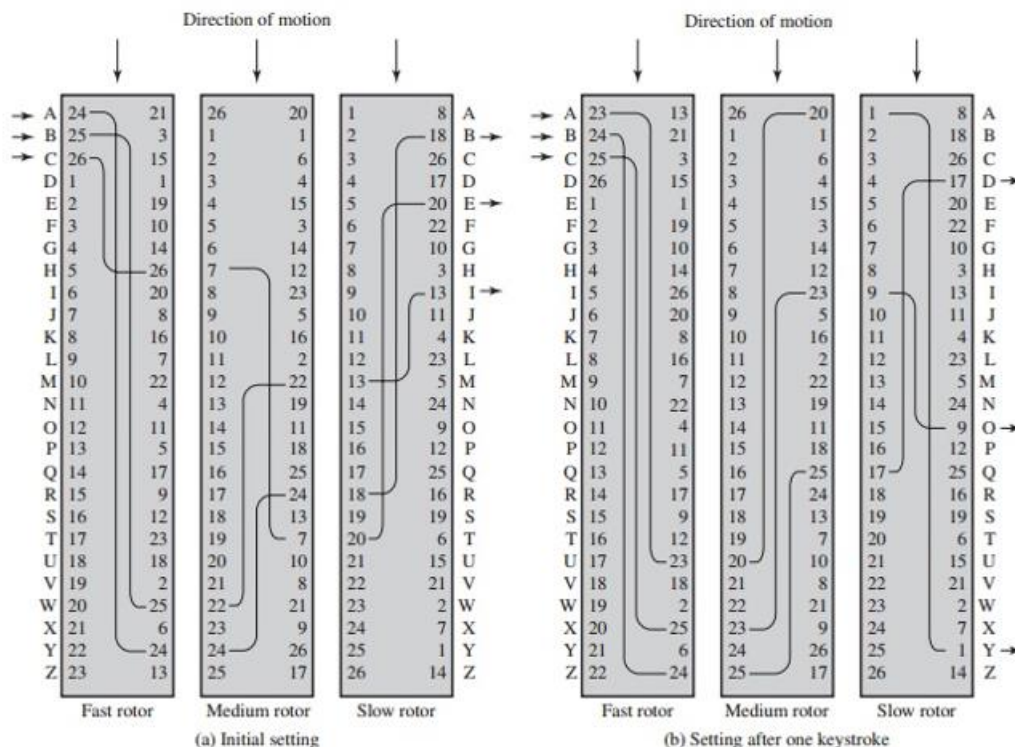 Direction of motion Direction of motion
A 24 21 26 20 1 8 A A 23 13 26 20 1 8 A
B 25 3 1 1 2 18 B B 24 21 1 1 2 18 B
C 26 15 2 6 3 26 C C 25 3 2 6 3 26 C
D 1 1 3 4 4 17 D D 26 15 3 4 4 17 D
E 2 19 4 15 5 20 E E 1 1 4 15 5 20 E
F 3 10 5 3 6 22 F F 2 19 5 3 6 22 F
G 4 14 6 14 7 10 G G 3 10 6 14 7 10 G
H 5 26 7 12 8 3 H H 4 14 7 12 8 3 H
I 6 20 8 23 9 13 I I 5 26 8 23 9 13 I
J 7 8 9 5 10 11 J J 6 20 9 5 10 11 J
K 8 16 10 16 11 4 K K 7 8 10 16 11 4 K
L 9 7 11 2 12 23 L L 8 16 11 2 12 23 L
M 10 22 12 22 13 5 M M 9 7 12 22 13 5 M
N 11 4 13 19 14 24 N N 10 22 13 19 14 24 N
O 12 11 14 11 15 9 O O 11 4 14 11 15 9 O
P 13 5 15 18 16 12 P P 12 11 15 18 16 12 P
Q 14 17 16 25 17 25 Q Q 13 5 16 25 17 25 Q
R 15 9 17 24 18 16 R R 14 17 17 24 18 16 R
S 16 12 18 13 19 19 S S 15 9 18 13 19 19 S
T 17 23 19 7 20 6 T T 16 12 19 7 20 6 T
U 18 18 20 10 21 15 U U 17 23 20 10 21 15 U
V 19 2 21 8 22 21 V V 18 18 21 8 22 21 V
W 20 25 22 21 23 2 W W 19 2 22 21 23 2 W
X 21 6 23 9 24 7 X X 20 25 23 9 24 7 X
Y 22 24 24 26 25 1 Y Y 21 6 24 26 25 1 Y
Z 23 13 25 17 26 14 Z Z 22 24 25 17 26 14 Z
Fast rotor Medium rotor Slow rotor Fast rotor Medium rotor Slow rotor
(a) Initial setting (b) Setting after one keystroke